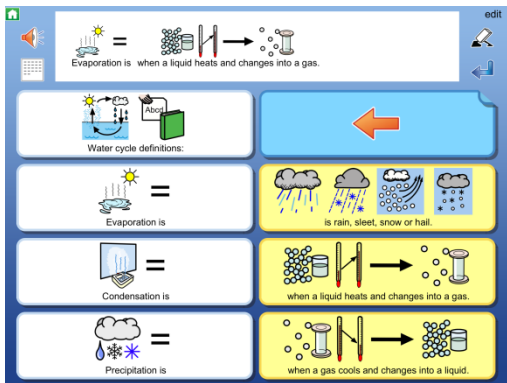 edit
Evaporation is when a liquid heats and changes into a gas.
Abcd
Water cycle definitions:
Evaporation is
is rain, sleet, snow or hail.
Condensation is
when a liquid heats and changes into a gas.
Precipitation is
when a gas cools and changes into a liquid.